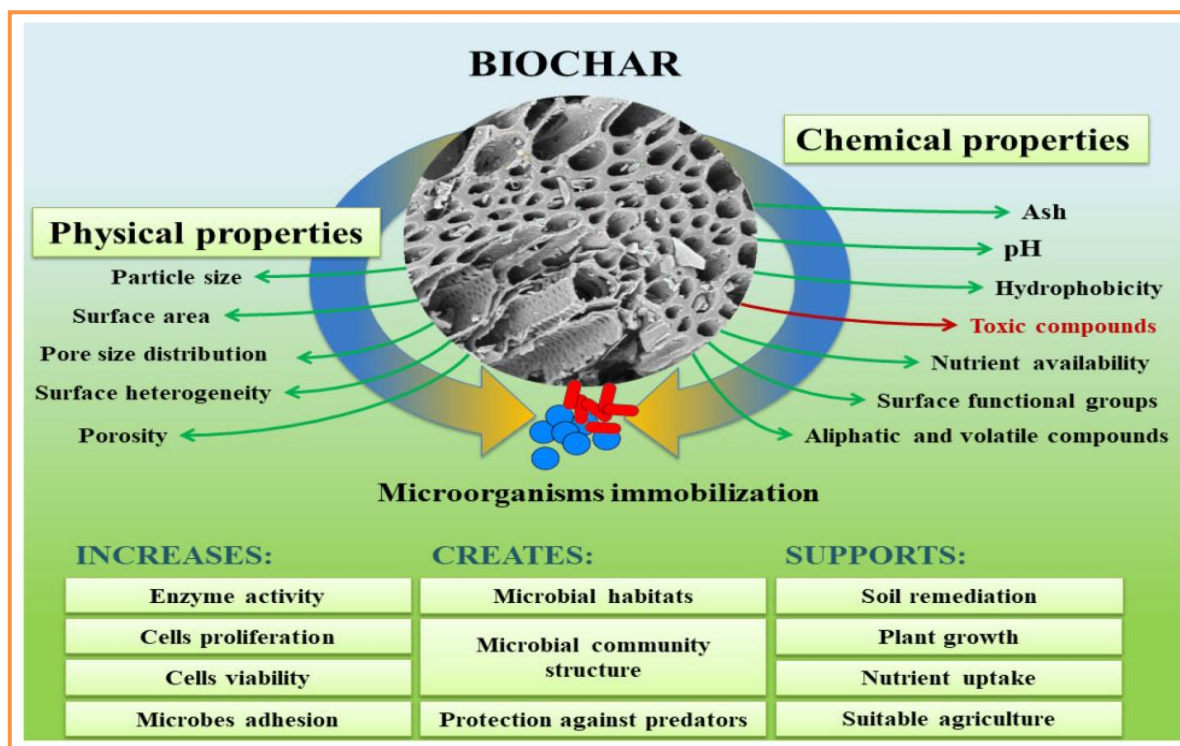 BIOCHAR
Physical properties
Particle size
Surface area
Pore size distribution
Surface heterogeneity
Porosity
Chemical properties
Ash
pH
Hydrophobicity
Toxic compounds
Nutrient availability
Surface functional groups
Aliphatic and volatile compounds
Microorganisms immobilization
INCREASES:
Enzyme activity
Cells proliferation
Cells viability
Microbes adhesion
CREATES:
Microbial habitats
Microbial community
structure
Protection against predators
SUPPORTS:
Soil remediation
Plant growth
Nutrient uptake
Suitable agriculture